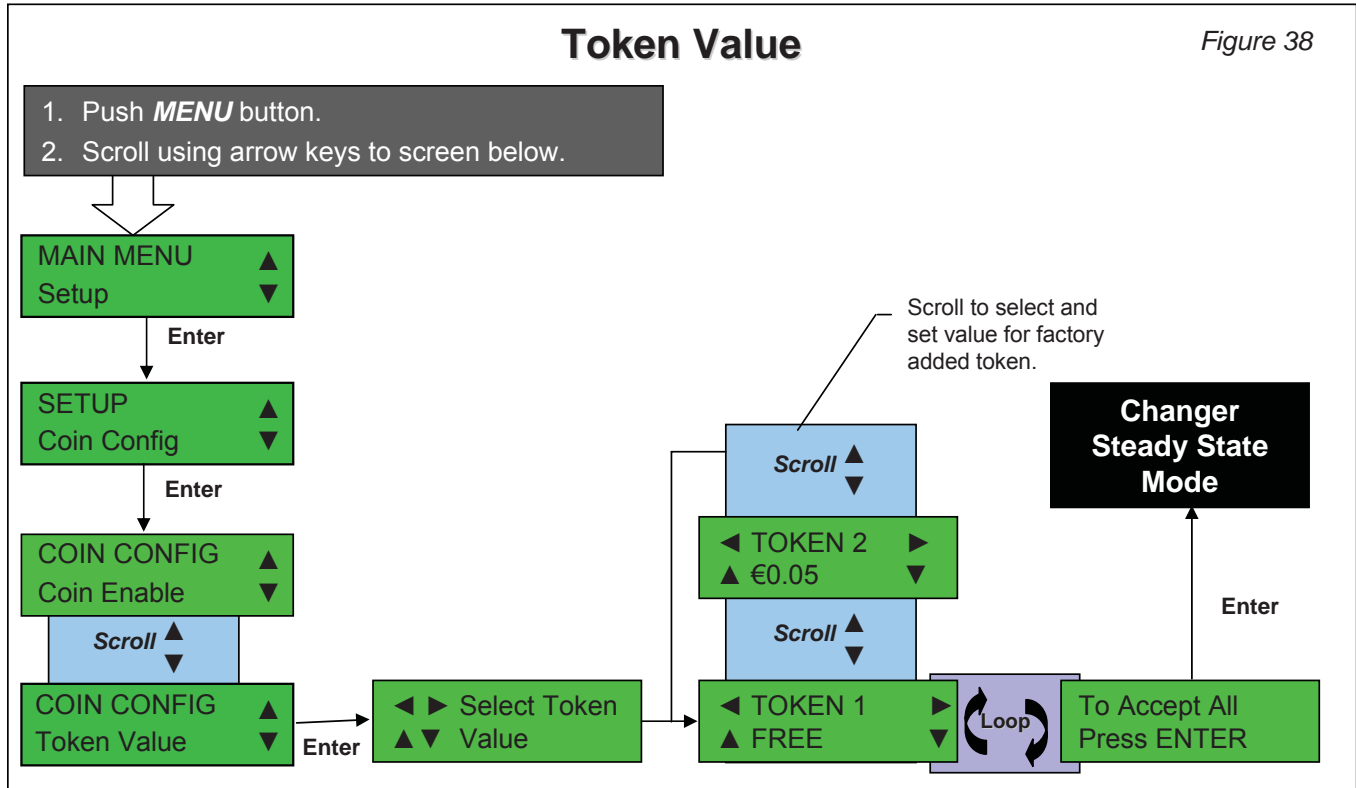 Token Value
Figure 38
1. Push MENU button.
2. Scroll using arrow keys to screen below.
MAIN MENU ▲
Setup ▼
Enter
SETUP ▲
Coin Config ▼
Enter
COIN CONFIG ▲
Coin Enable ▼
Scroll ▲
▼
COIN CONFIG ▲
Token Value ▼
Enter
◄ ► Select Token
▲▼ Value
Scroll to select and
set value for factory
added token.
Scroll ▲
▼
◄ TOKEN 2 ►
▲ €0.05 ▼
Scroll ▲
▼
◄ TOKEN 1 ►
▲ FREE ▼
Loop
To Accept All
Press ENTER
Enter
Changer
Steady State
Mode